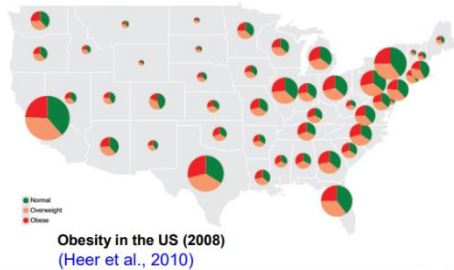 Normal
Overweight
Obese
Obesity in the US (2008)
(Heer et al., 2010)